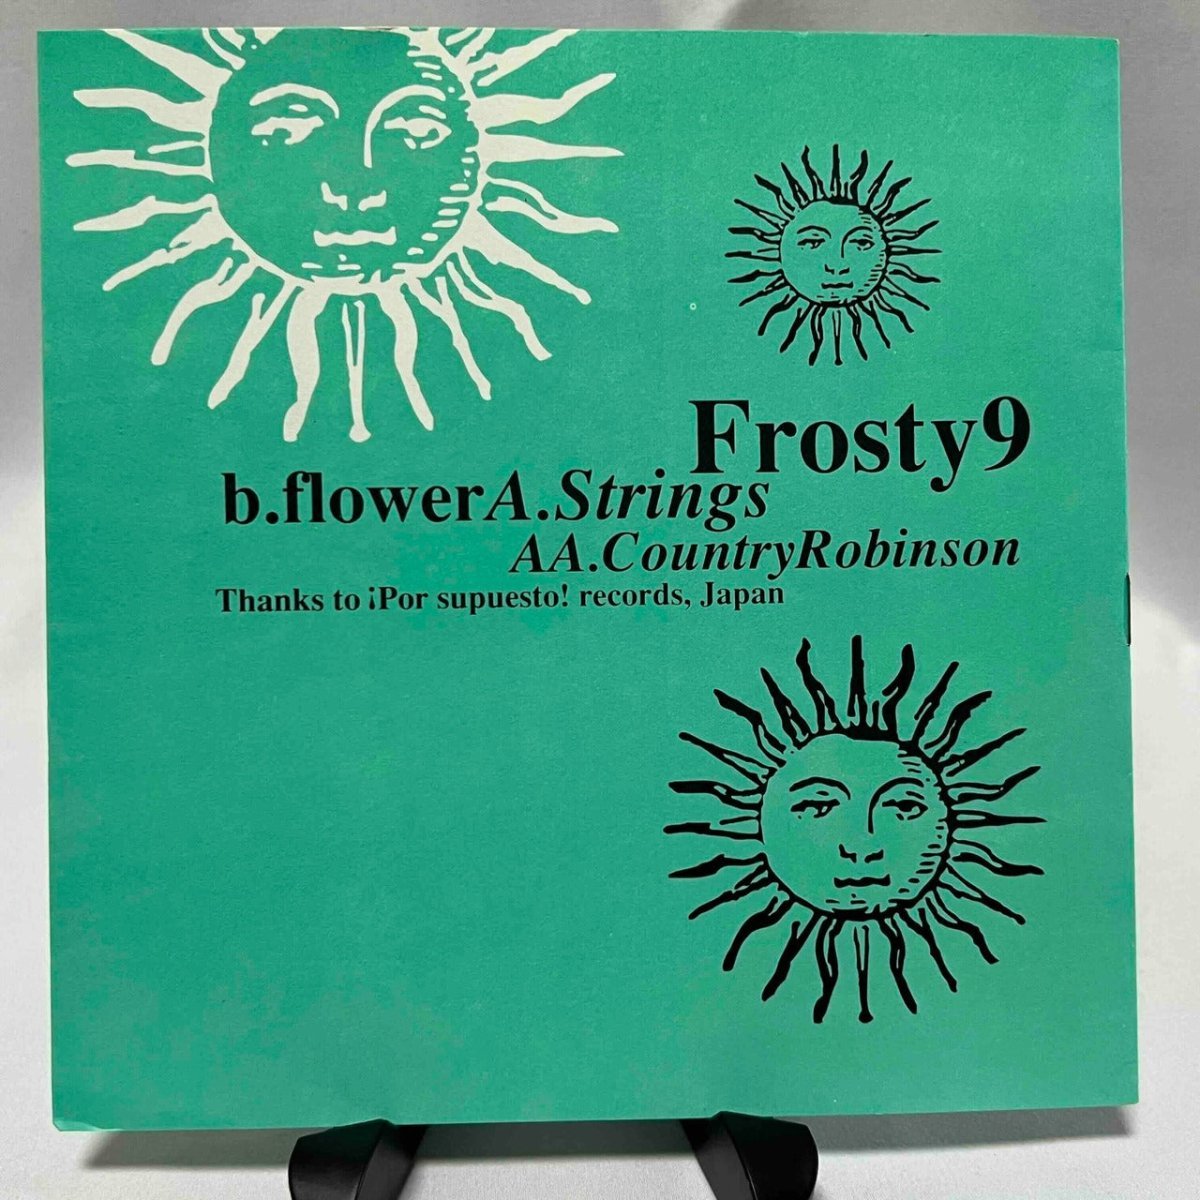 Frosty9
b.flowerA.Strings
AA.CountryRobinson
Thanks to ¡Por supuesto! records, Japan